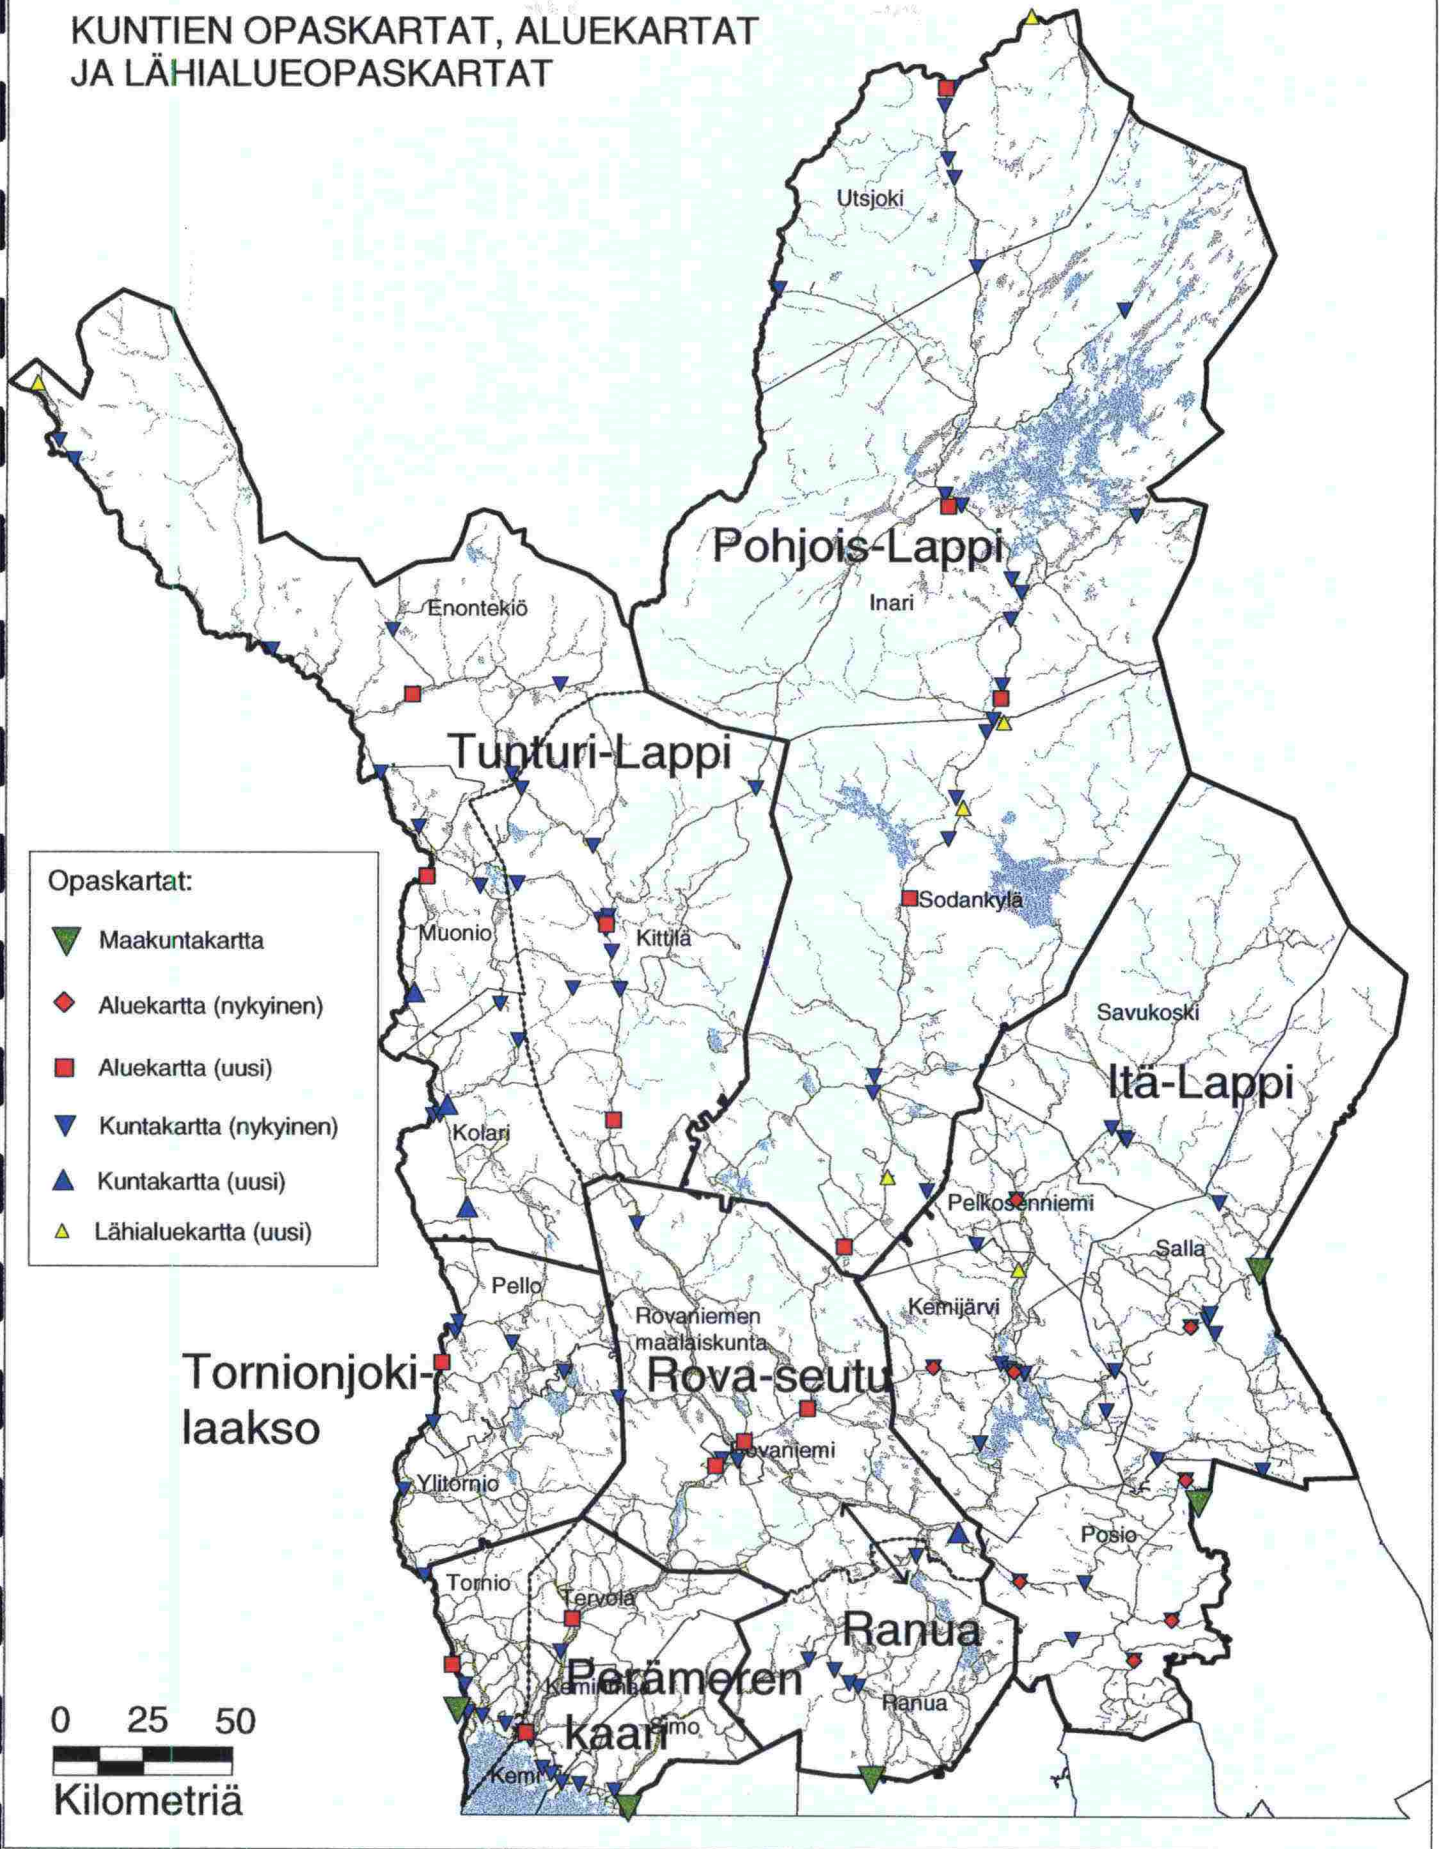 KUNTIEN OPASKARTAT, ALUEKARTAT
JA LÄHIALUEOPASKARTAT
Utsjoki
Pohjois-Lappi
Inari
Enontekiö
Tunturi-Lappi
Sodankylä
Muonio
Kittilä
Opaskartat:
Maakuntakartta
Aluekartta (nykyinen)
Aluekartta (uusi)
Kuntakartta (nykyinen)
Kuntakartta (uusi)
Lähialuekartta (uusi)
Savukoski
Itä-Lappi
Kolari
Pelkosenniemi
Salla
Pello
Kemijärvi
Rovaniemen
maalaiskunta
Tornionjoki-
laakso
Rova-seutu
Rovaniemi
Ylitornio
Posio
Tornio
Tervola
Ranua
Perämeren
kaari
Keminmaa
Simo
Ranua
Kemi
0 25 50
Kilometriä